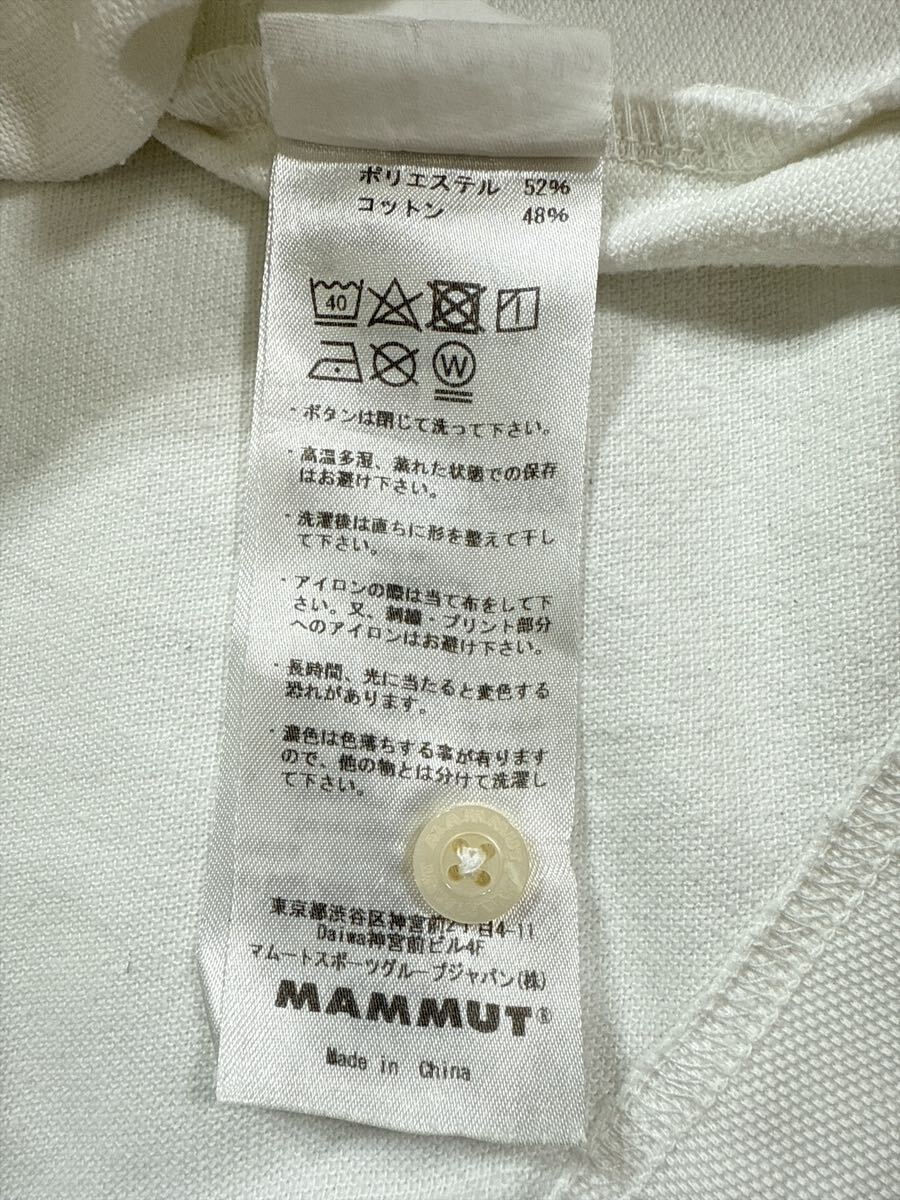 ポリエステル 52%
コットン 48%
40
W
・ボタンは閉じて洗って下さい。
・高温多湿、蒸れた状態での保存
はお避け下さい。
・洗濯後は直ちに形を整えて干し
て下さい。
・アイロンの際は当て布をして下
さい。又、刺繍・プリント部分
へのアイロンはお避け下さい。
・長時間、光に当たると変色する
恐れがあります。
・濃色は色落ちする事が有ります
ので、他の物とは分けて洗濯し
て下さい。
MAMMUT
東京都渋谷区神宮前2丁目4-11
Daiwa神宮前ビル4F
マムートスポーツグループジャパン(株)
MAMMUT®
Made in China